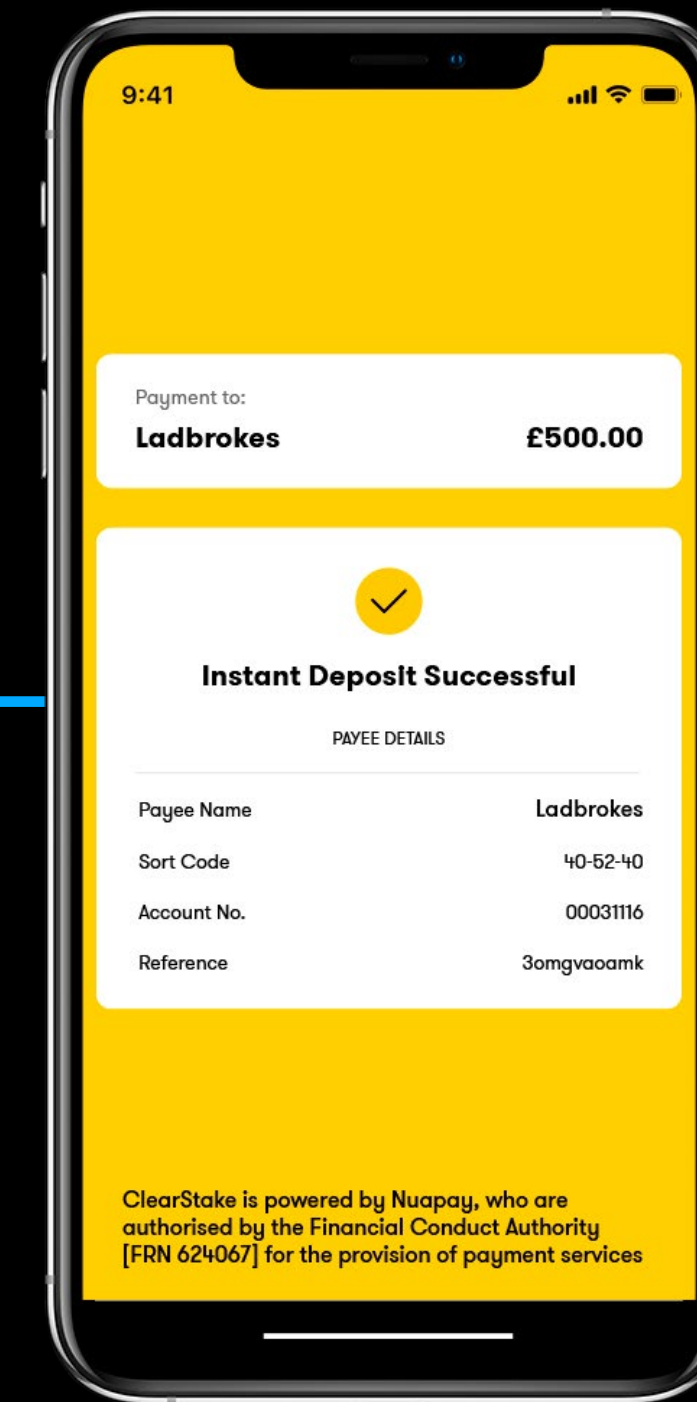 9:41
Payment to:
Ladbrokes £500.00
Instant Deposit Successful
PAYEE DETAILS
Payee Name Ladbrokes
Sort Code 40-52-40
Account No. 00031116
Reference 3omgvaoamk
ClearStake is powered by Nuapay, who are
authorised by the Financial Conduct Authority
[FRN 624067] for the provision of payment services